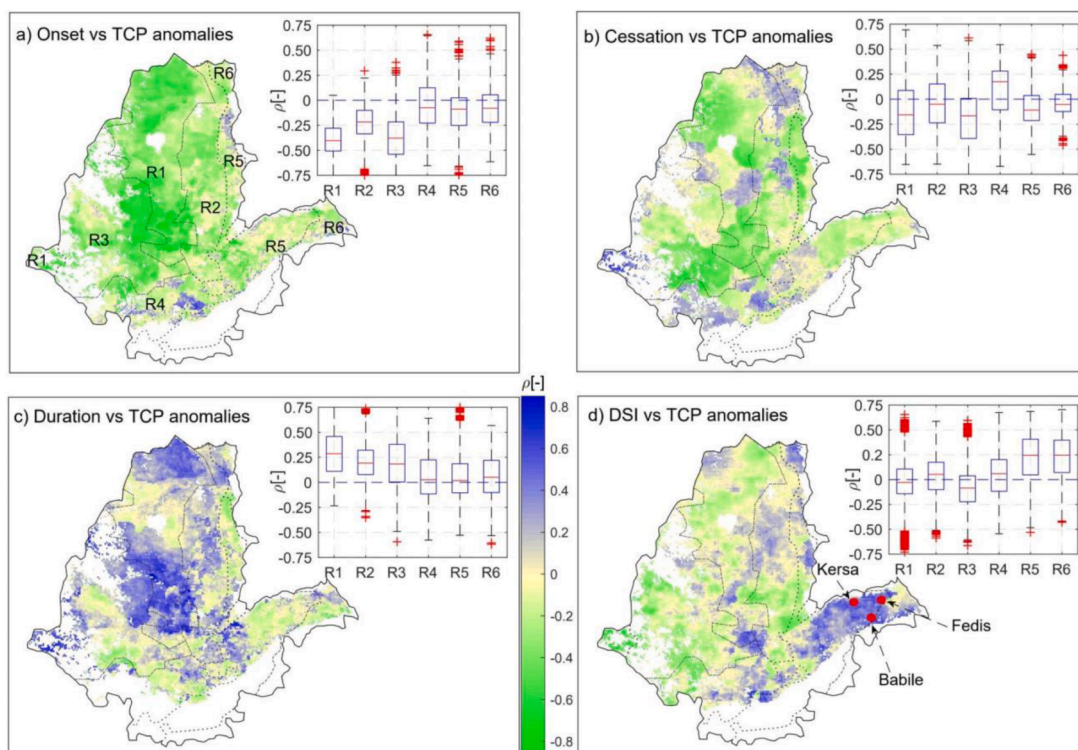 a) Onset vs TCP anomalies
R6
R1
R5
R2
R3
R5
R6
R1
R4
ρ[-]
0.75
0.50
0.25
0
-0.25
-0.50
-0.75
R1 R2 R3 R4 R5 R6
b) Cessation vs TCP anomalies
ρ[-]
0.75
0.50
0.25
0
-0.25
-0.50
-0.75
R1 R2 R3 R4 R5 R6
c) Duration vs TCP anomalies
ρ[-]
0.75
0.50
0.25
0
-0.25
-0.50
-0.75
R1 R2 R3 R4 R5 R6
ρ[-]
0.8
0.6
0.4
0.2
0
-0.2
-0.4
-0.6
-0.8
d) DSI vs TCP anomalies
ρ[-]
0.75
0.50
0.2
0
-0.25
-0.50
0.75
R1 R2 R3 R4 R5 R6
Kersa
Fedis
Babile